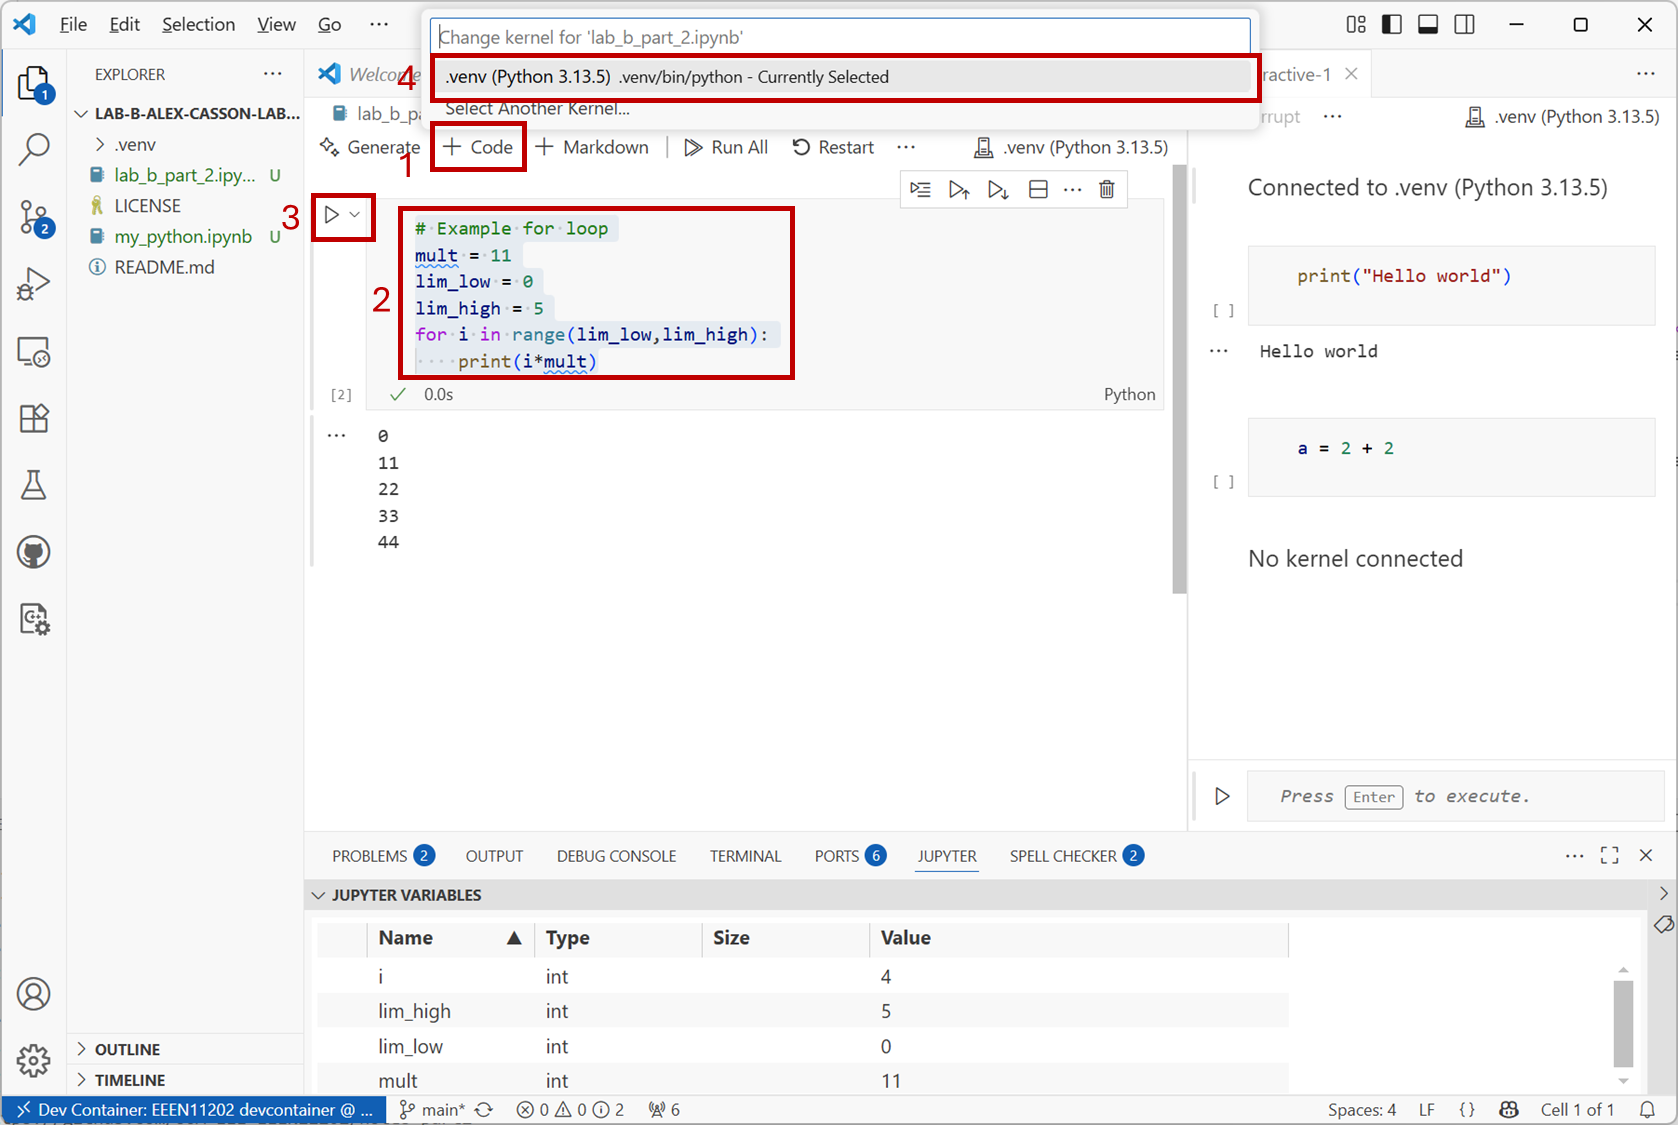 File Edit Selection View Go ···
Change kernel for 'lab_b_part_2.ipynb'
4 .venv (Python 3.13.5) .venv/bin/python - Currently Selected
Select Another Kernel...
EXPLORER ···
1
LAB-B-ALEX-CASSON-LAB...
.venv
lab_b_part_2.ipy... U
LICENSE
my_python.ipynb U
README.md
2
OUTLINE
TIMELINE
Welcome
lab_b_pa
Generate + Code + Markdown Run All Restart ··· .venv (Python 3.13.5)
1
3
2
# Example for loop
mult = 11
lim_low = 0
lim_high = 5
for i in range(lim_low,lim_high):
····print(i*mult)
[2] 0.0s Python
··· 0
11
22
33
44
ractive-1 ···
rrupt ··· .venv (Python 3.13.5)
Connected to .venv (Python 3.13.5)
print("Hello world")
[ ]
··· Hello world
a = 2 + 2
[ ]
No kernel connected
Press Enter to execute.
PROBLEMS 2 OUTPUT DEBUG CONSOLE TERMINAL PORTS 6 JUPYTER SPELL CHECKER 2 ···
JUPYTER VARIABLES
Name ▲ Type Size Value
i int 4
lim_high int 5
lim_low int 0
mult int 11
Dev Container: EEEN11202 devcontainer @ ... main* 0 0 2 6 Spaces: 4 LF {} Cell 1 of 1